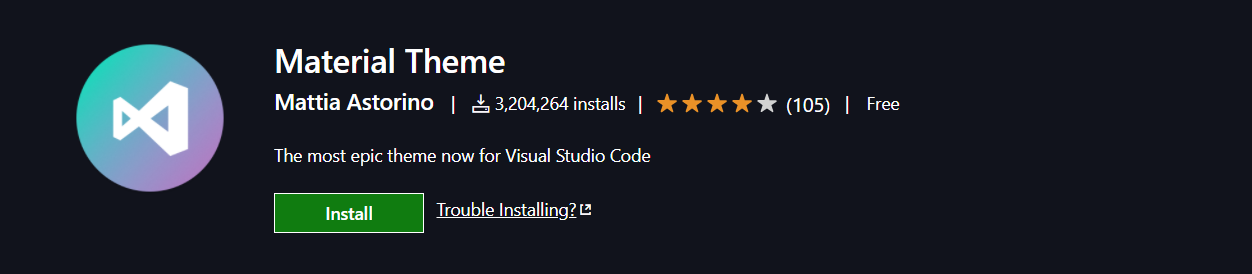 Material Theme
Mattia Astorino | 3,204,264 installs | (105) | Free
The most epic theme now for Visual Studio Code
Install Trouble Installing?